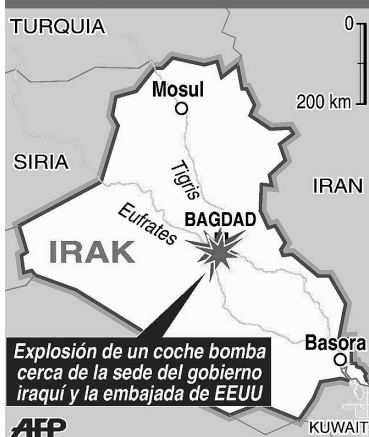 TURQUIA
0
Mosul
200 km
SIRIA
Tigris
IRAN
Eufrates
BAGDAD
IRAK
Basora
Explosión de un coche bomba
cerca de la sede del gobierno
iraquí y la embajada de EEUU
AFP
KUWAIT